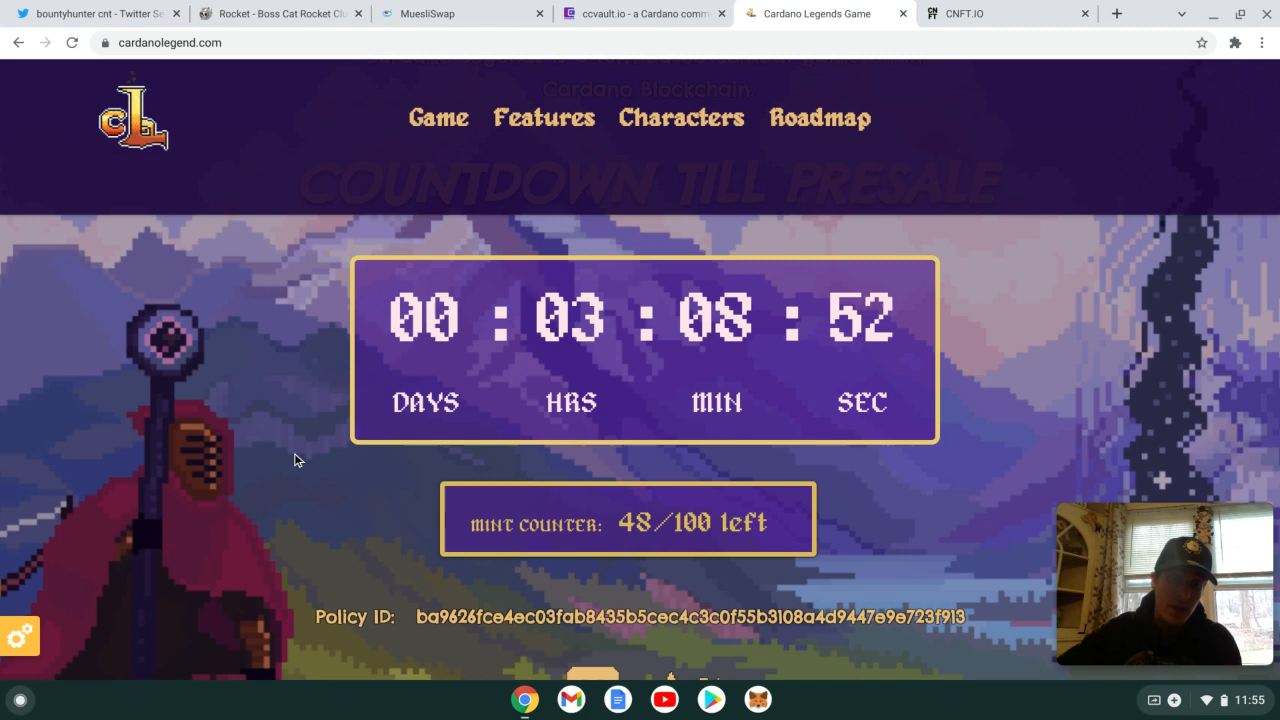 bountyhunter cnt - Twitter Se
Rocket - Boss Cat Rocket Clu
MuesliSwap
ccvault.io - a Cardano comm
Cardano Legends Game
CNFT.IO
cardanolegend.com
Cardano Blockchain
Game Features Characters Roadmap
COUNTDOWN TILL PRESALE
00 : 03 : 08 : 52
DAYS HRS MIN SEC
MINT COUNTER: 48/100 left
Policy ID: ba9626fce4ec03fab8435b5cec4c3c0f55b3108a4d9447e9e723f913
11:55